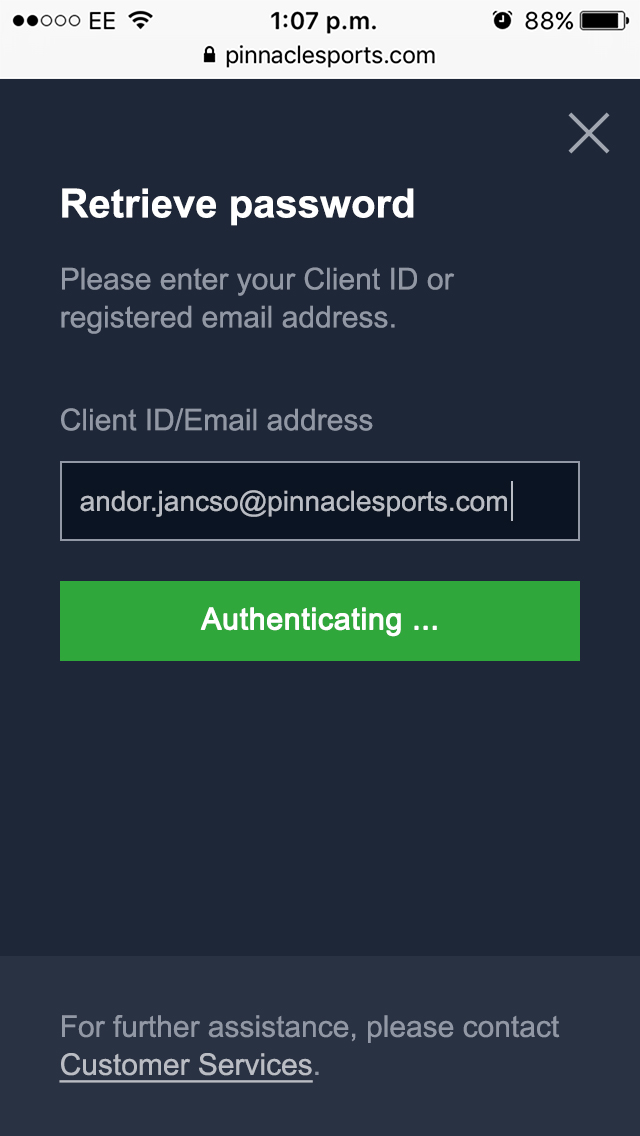 EE 1:07 p.m. 88%
pinnaclesports.com
Retrieve password
Please enter your Client ID or
registered email address.
Client ID/Email address
andor.jancso@pinnaclesports.com
Authenticating ...
For further assistance, please contact
Customer Services.